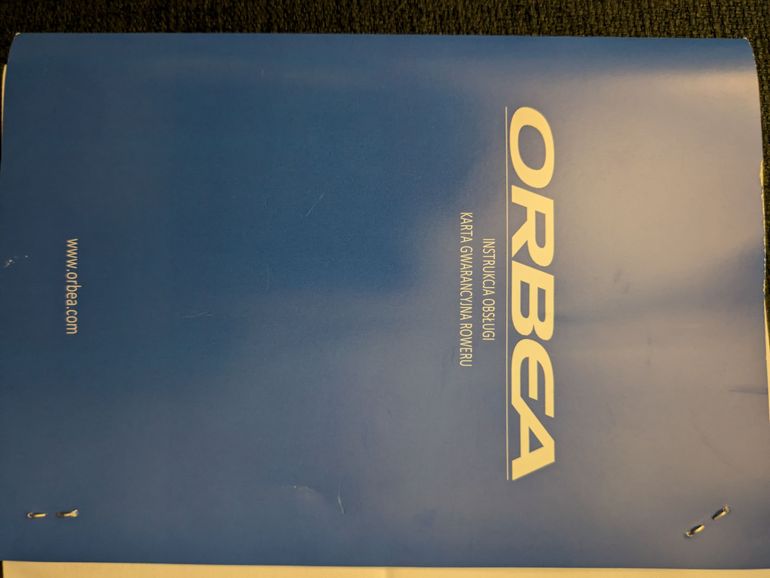 ORBEA
INSTRUKCJA OBSŁUGI
KARTA GWARANCYJNA ROWERU
www.orbea.com